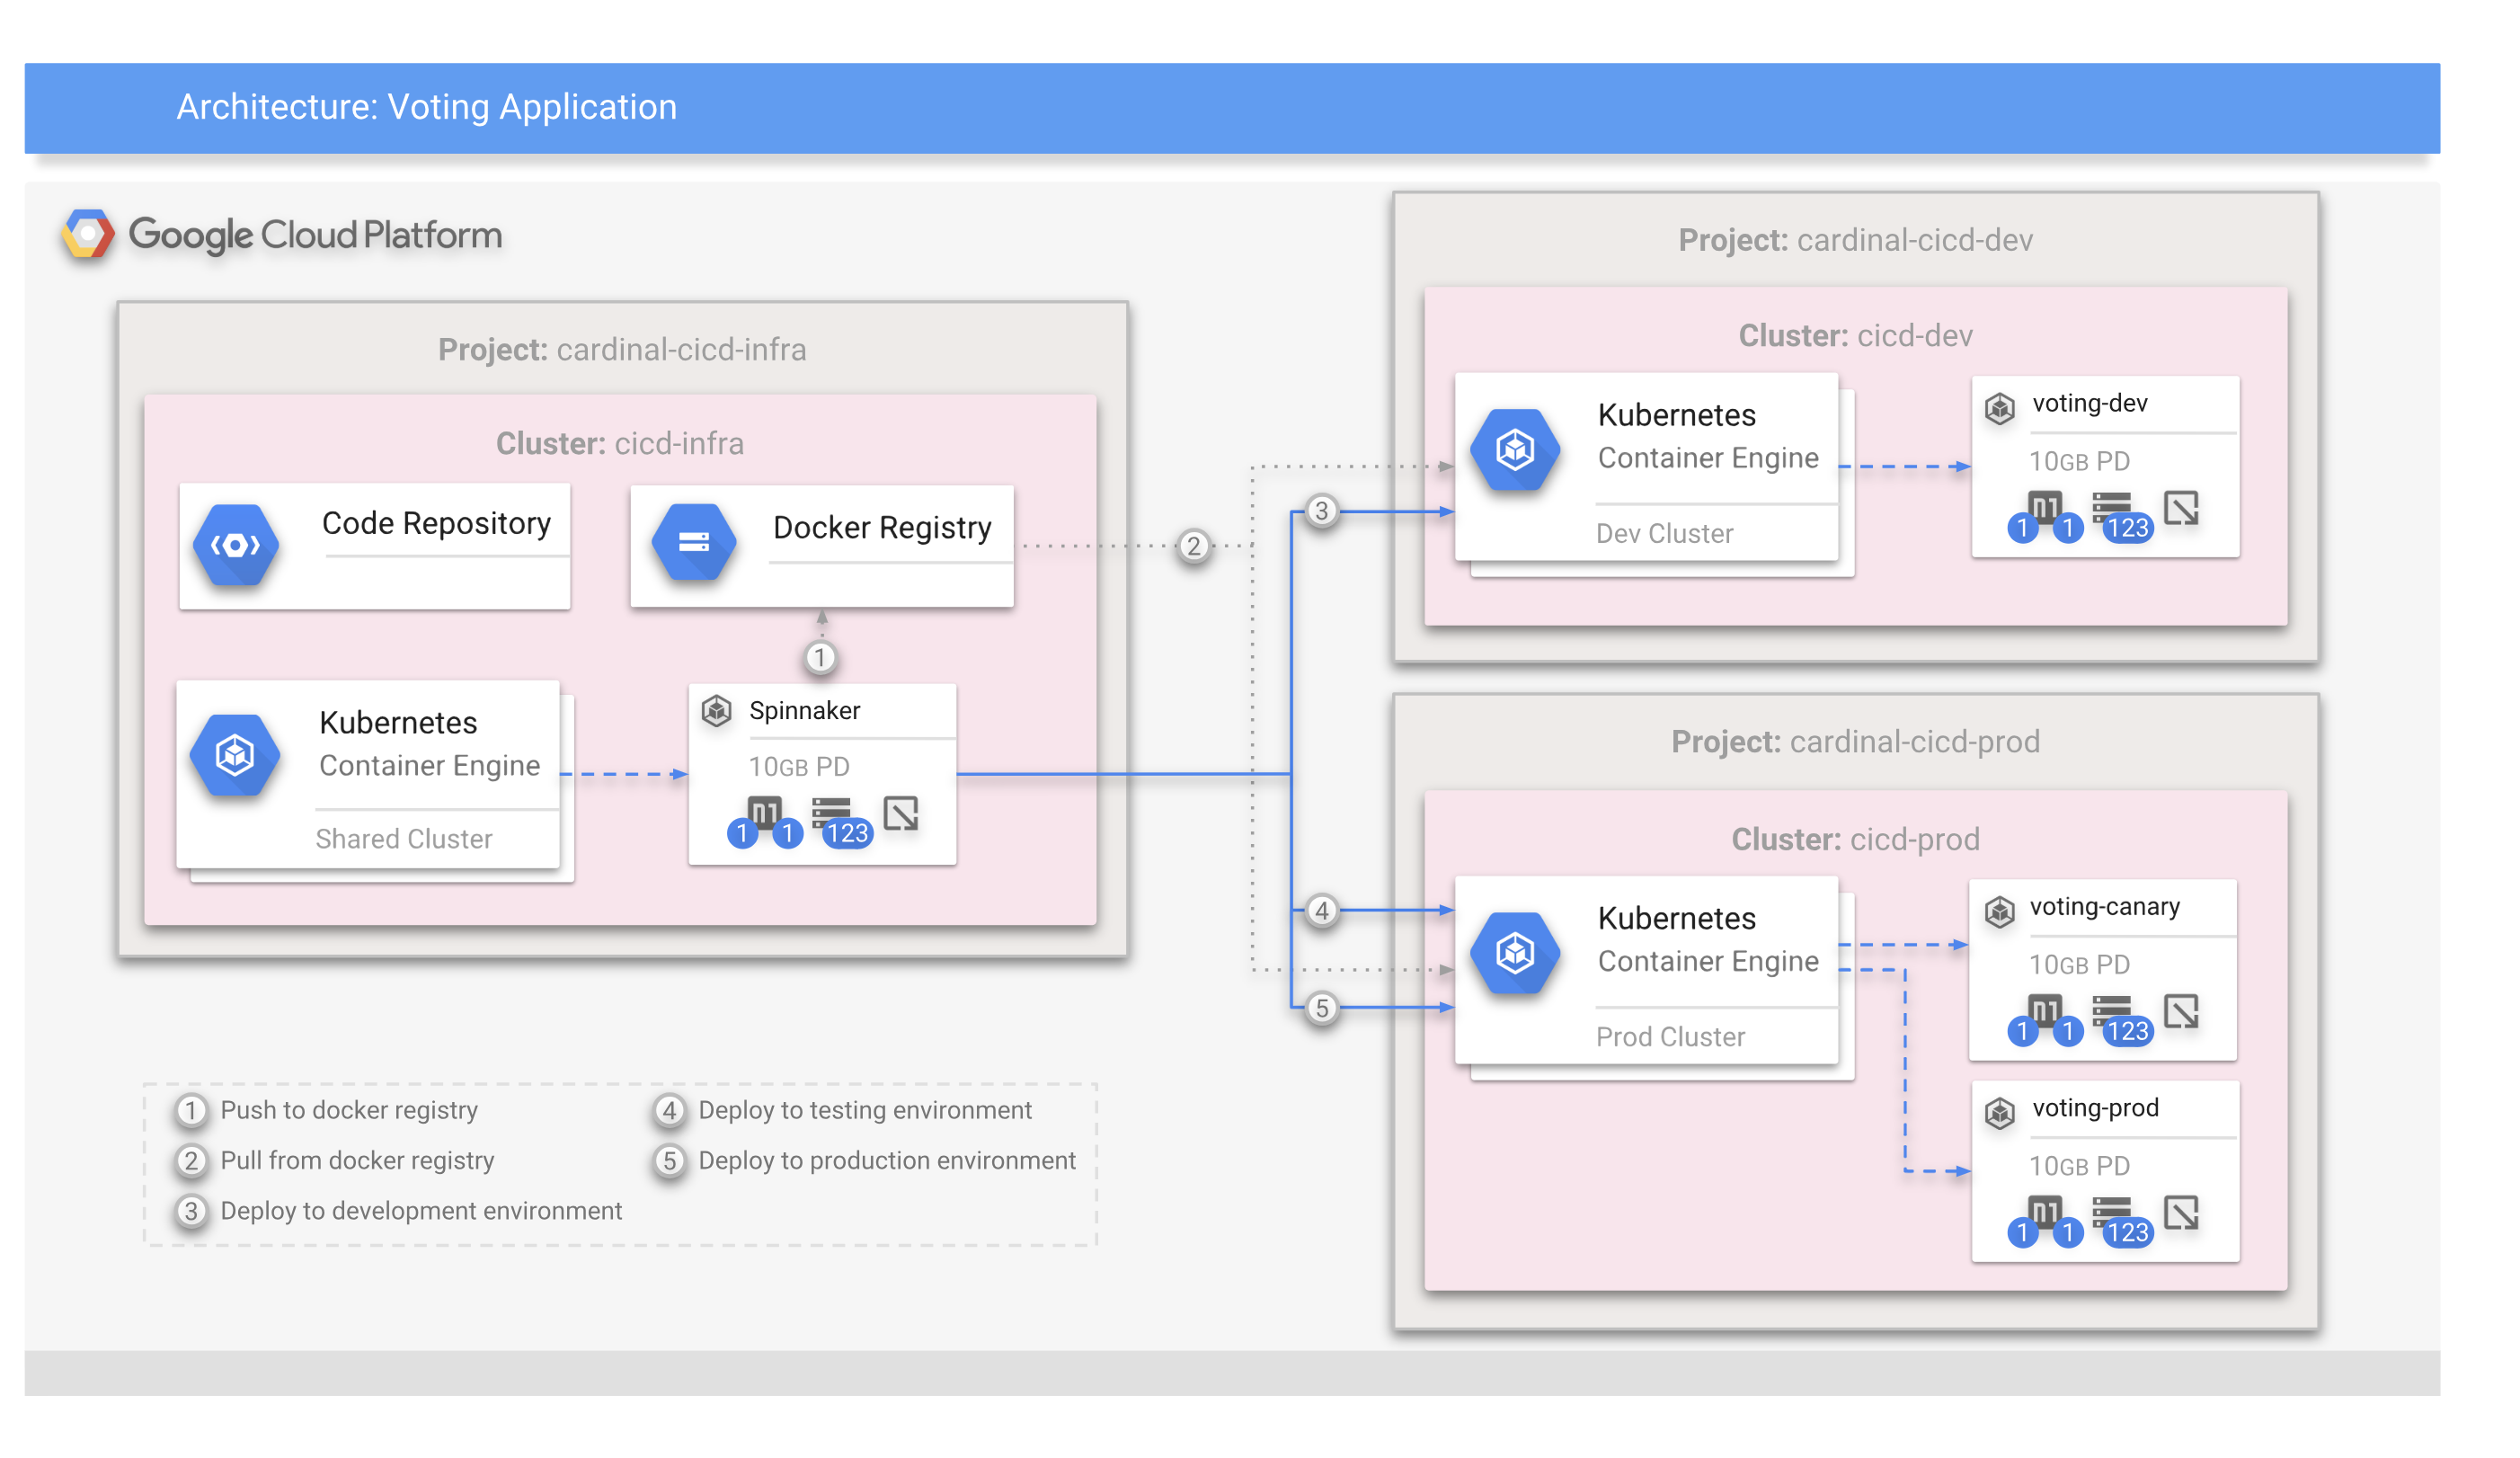 Architecture: Voting Application
Google Cloud Platform
Project: cardinal-cicd-infra
Cluster: cicd-infra
Code Repository
Docker Registry
1
Kubernetes
Container Engine
Shared Cluster
Spinnaker
10GB PD
1 1 123
2
3
4
5
Project: cardinal-cicd-dev
Cluster: cicd-dev
Kubernetes
Container Engine
Dev Cluster
voting-dev
10GB PD
1 1 123
Project: cardinal-cicd-prod
Cluster: cicd-prod
Kubernetes
Container Engine
Prod Cluster
voting-canary
10GB PD
1 1 123
voting-prod
10GB PD
1 1 123
1 Push to docker registry
2 Pull from docker registry
3 Deploy to development environment
4 Deploy to testing environment
5 Deploy to production environment